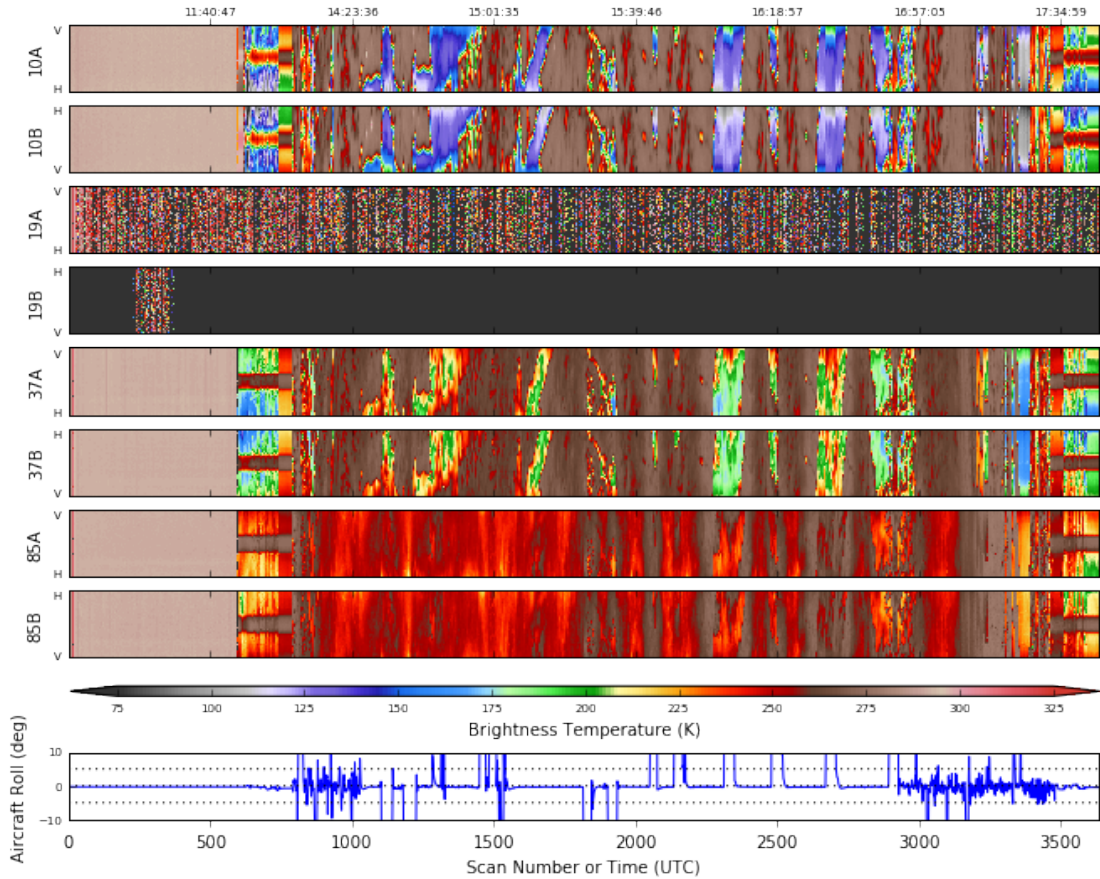 11:40:47 14:23:36 15:01:35 15:39:46 16:18:57 16:57:05 17:34:59
V
10A
H
H
10B
V
V
19A
H
H
19B
V
V
37A
H
H
37B
V
V
85A
H
H
85B
V
75 100 125 150 175 200 225 250 275 300 325
Brightness Temperature (K)
Aircraft Roll (deg)
10
0
−10
0 500 1000 1500 2000 2500 3000 3500
Scan Number or Time (UTC)